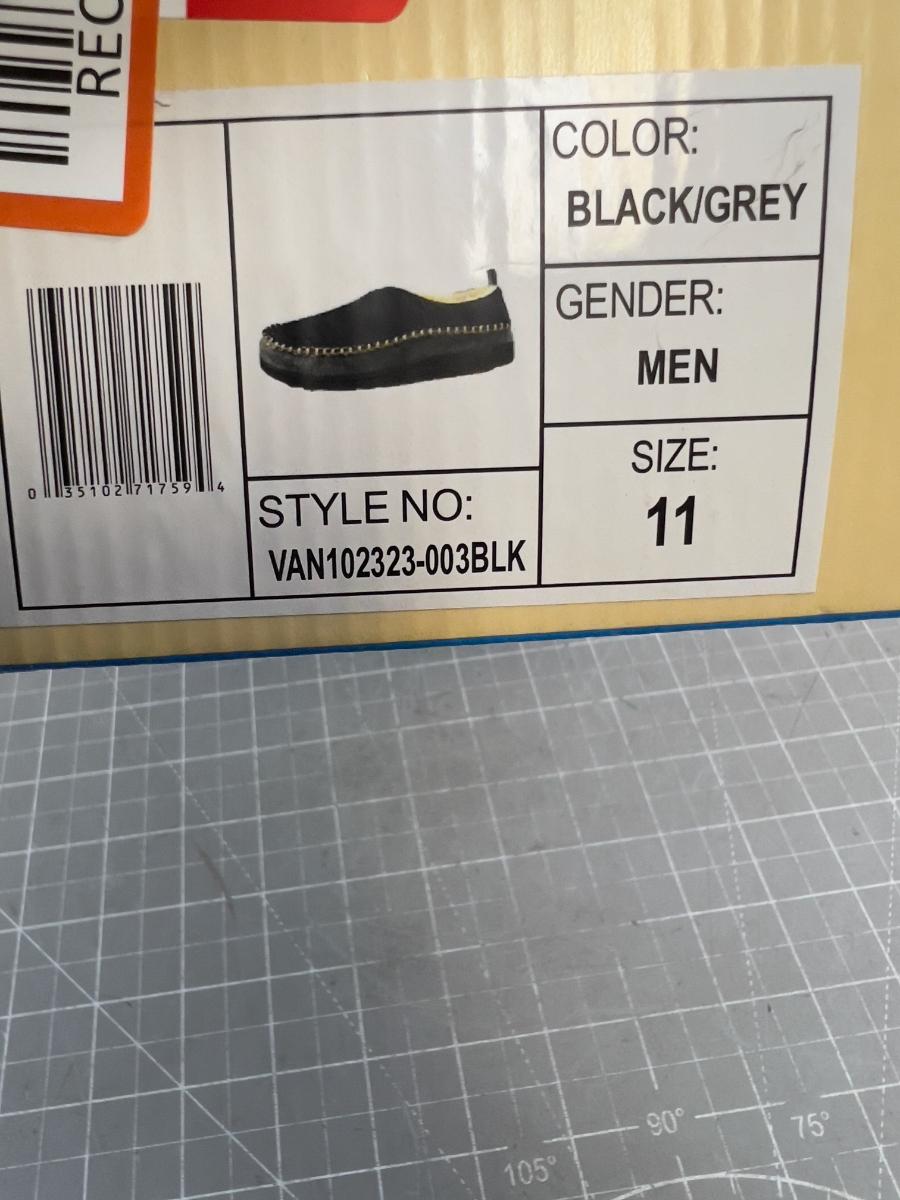 REC
COLOR:
BLACK/GREY
GENDER:
MEN
SIZE:
11
STYLE NO:
VAN102323-003BLK
0 35102 71759 4
90°
75°
105°